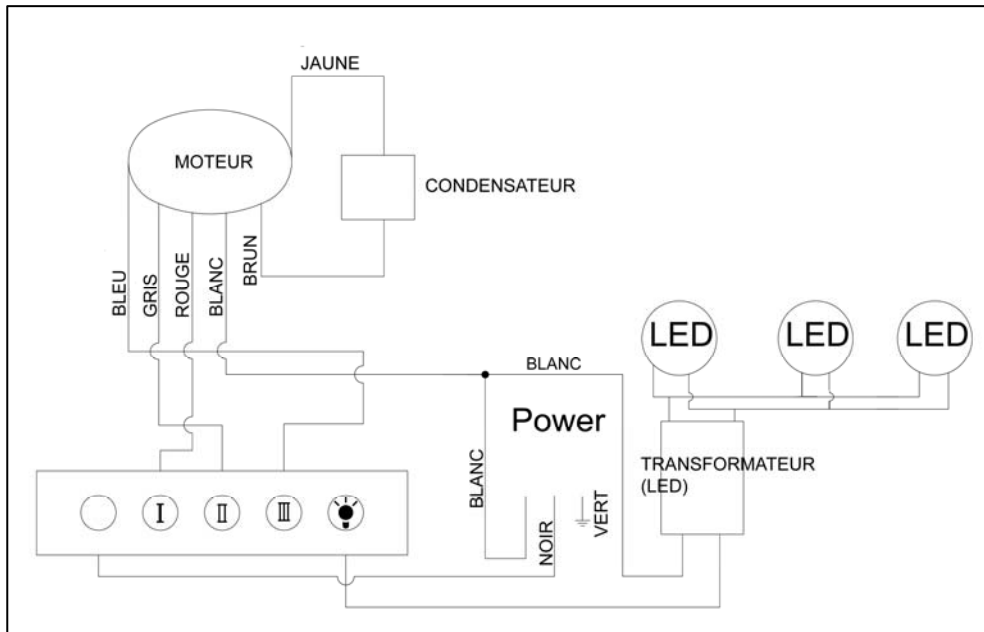 JAUNE
MOTEUR
CONDENSATEUR
BLEU
GRIS
ROUGE
BLANC
BRUN
LED
LED
LED
BLANC
Power
BLANC
NOIR
VERT
TRANSFORMATEUR
(LED)
I
II
III